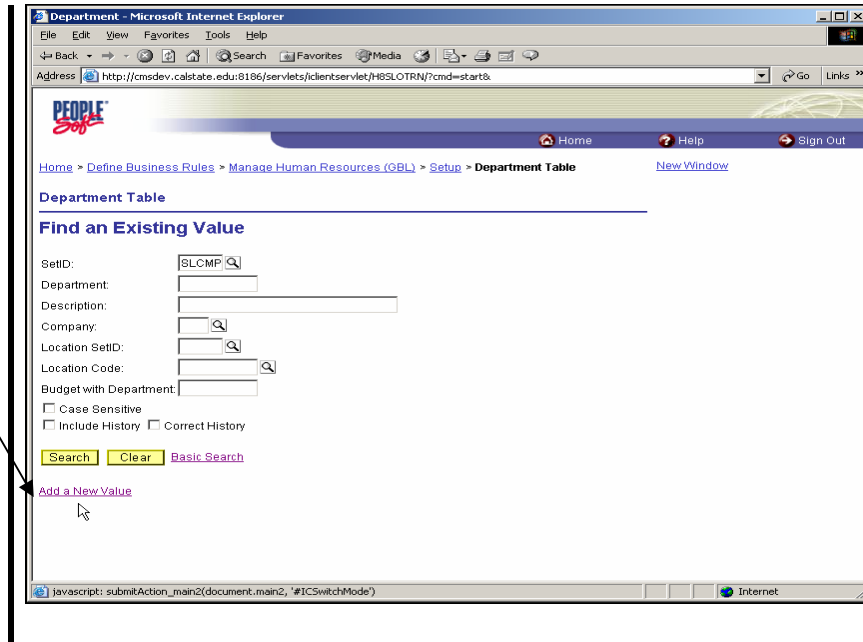 Department - Microsoft Internet Explorer
File Edit View Favorites Tools Help
Back Search Favorites Media
Address http://cmsdev.calstate.edu:8186/servlets/iclientservlet/H8SLOTRN/?cmd=start& Go Links »
PEOPLE Soft
Home Help Sign Out
Home > Define Business Rules > Manage Human Resources (GBL) > Setup > Department Table New Window
Department Table
Find an Existing Value
SetID: SLCMP
Department:
Description:
Company:
Location SetID:
Location Code:
Budget with Department:
Case Sensitive
Include History Correct History
Search Clear Basic Search
Add a New Value
javascript: submitAction_main2(document.main2, '#ICSwitchMode') Internet